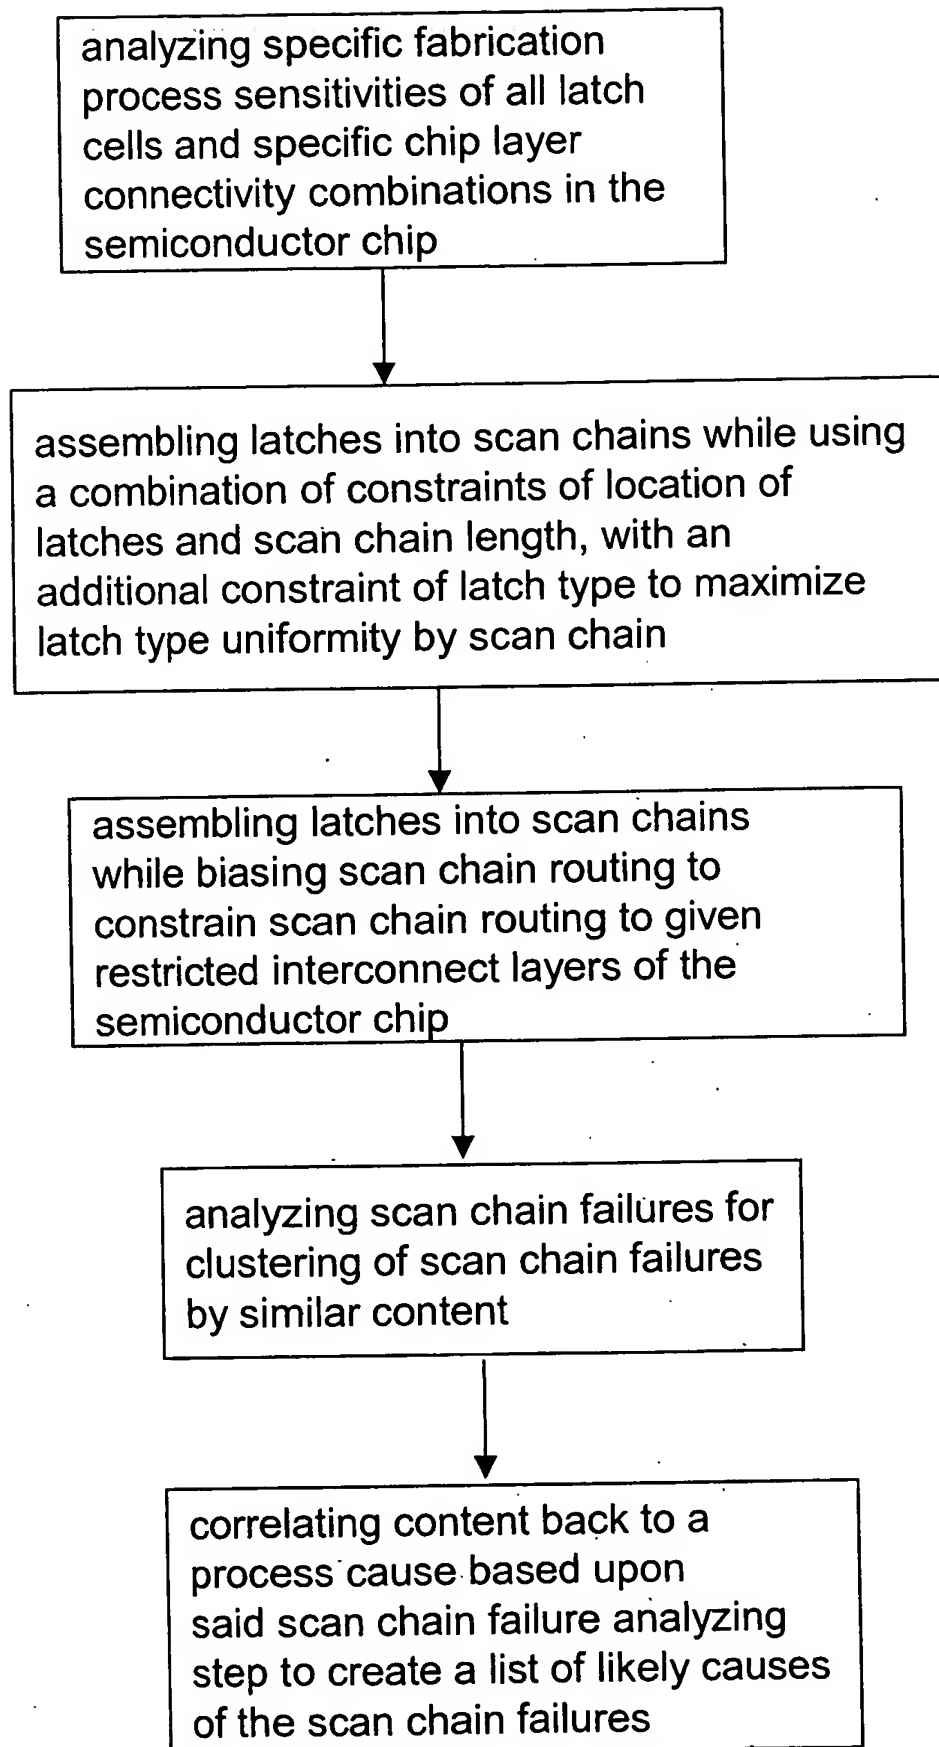 analyzing specific fabrication
process sensitivities of all latch
cells and specific chip layer
connectivity combinations in the
semiconductor chip
assembling latches into scan chains while using
a combination of constraints of location of
latches and scan chain length, with an
additional constraint of latch type to maximize
latch type uniformity by scan chain
assembling latches into scan chains
while biasing scan chain routing to
constrain scan chain routing to given
restricted interconnect layers of the
semiconductor chip
analyzing scan chain failures for
clustering of scan chain failures
by similar content
correlating content back to a
process cause based upon
said scan chain failure analyzing
step to create a list of likely causes
of the scan chain failures